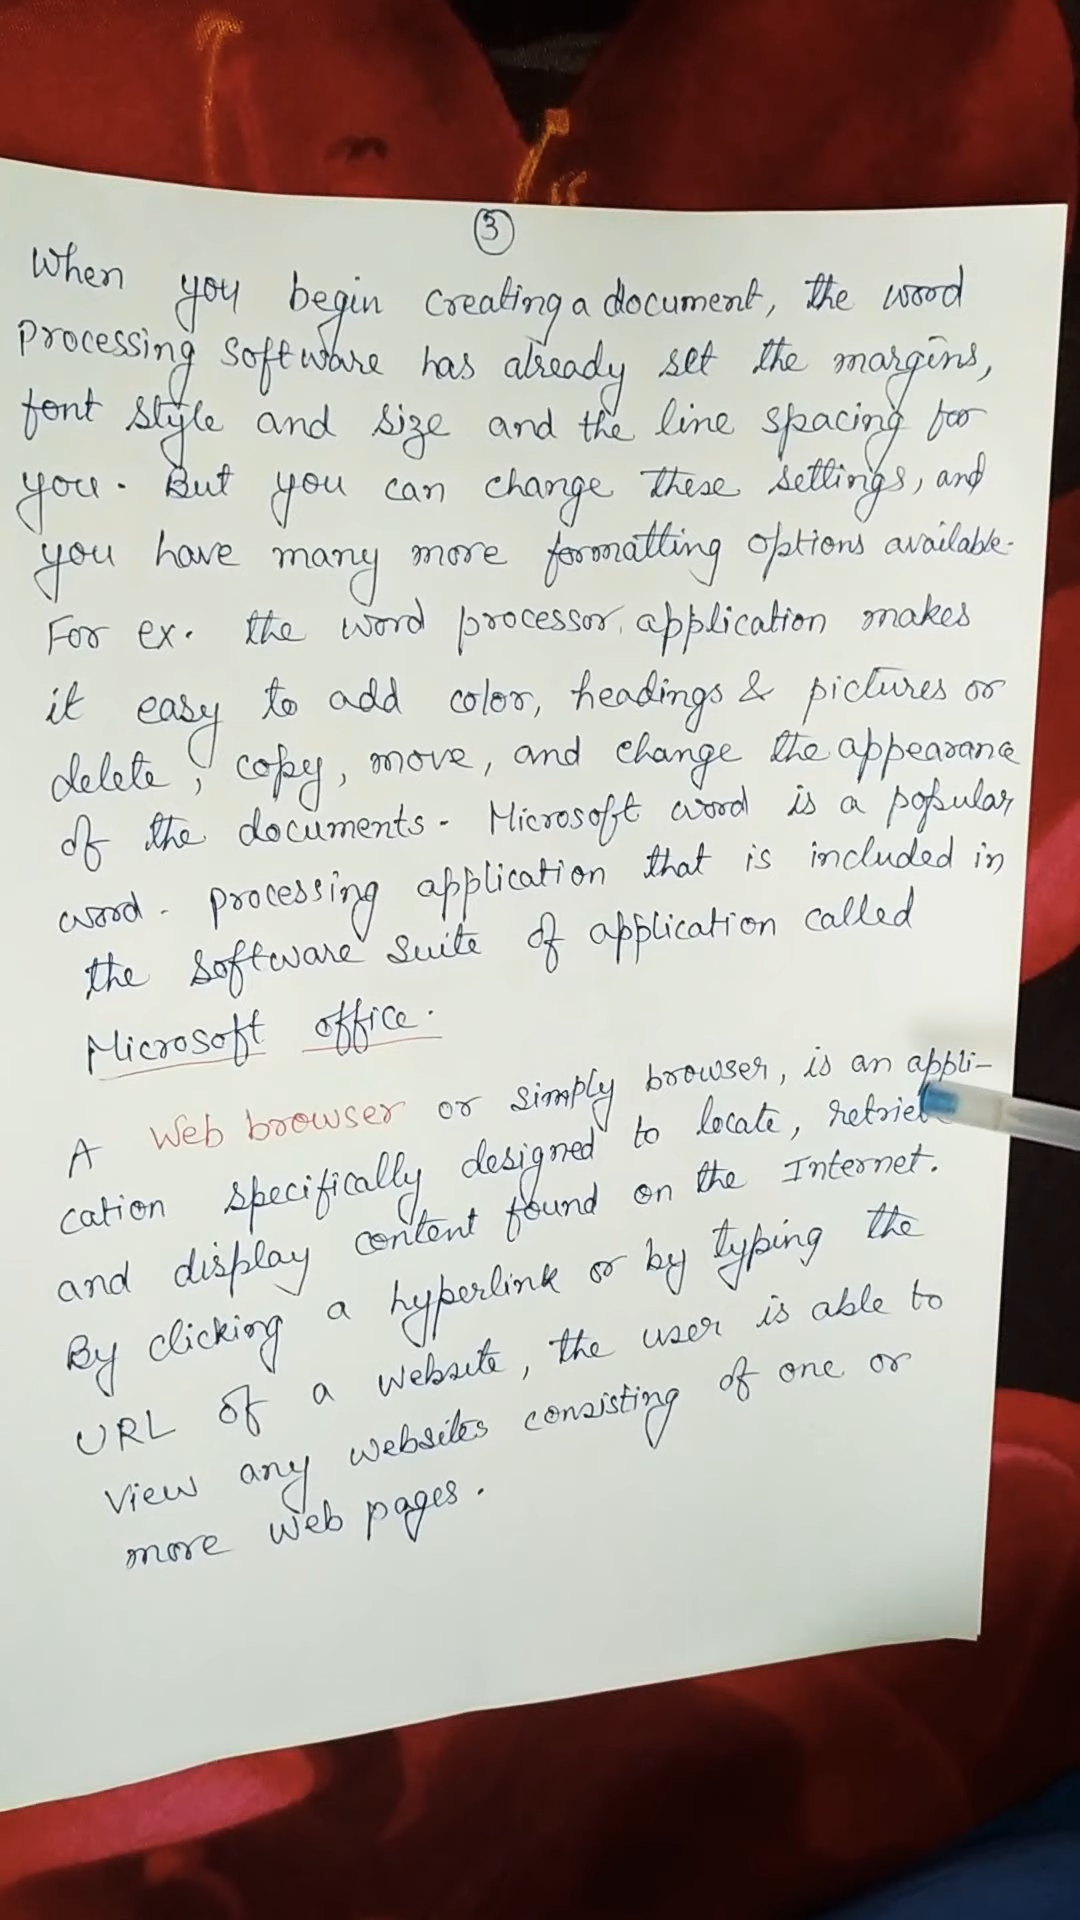 3
When you begin creating a document, the word
processing software has already set the margins,
font style and size and the line spacing for
you. But you can change these settings, and
you have many more formatting options available.
For ex. the word processor, application makes
it easy to add color, headings & pictures or
delete, copy, move, and change the appearance
of the documents. Microsoft word is a popular
word - processing application that is included in
the software suite of application called
Microsoft office.
A Web browser or simply browser, is an appli-
cation specifically designed to locate,
and display content found on the Internet.
By clicking a hyperlink or by typing the
URL of a website, the user is able to
view any websites consisting of one or
more web pages.